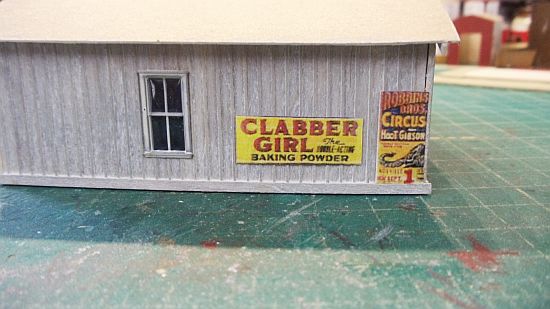 CLABBER
GIRL The
DOUBLE-ACTING
BAKING POWDER
ROBBINS
BROS.
CIRCUS
HOOT GIBSON
SEPT. 1